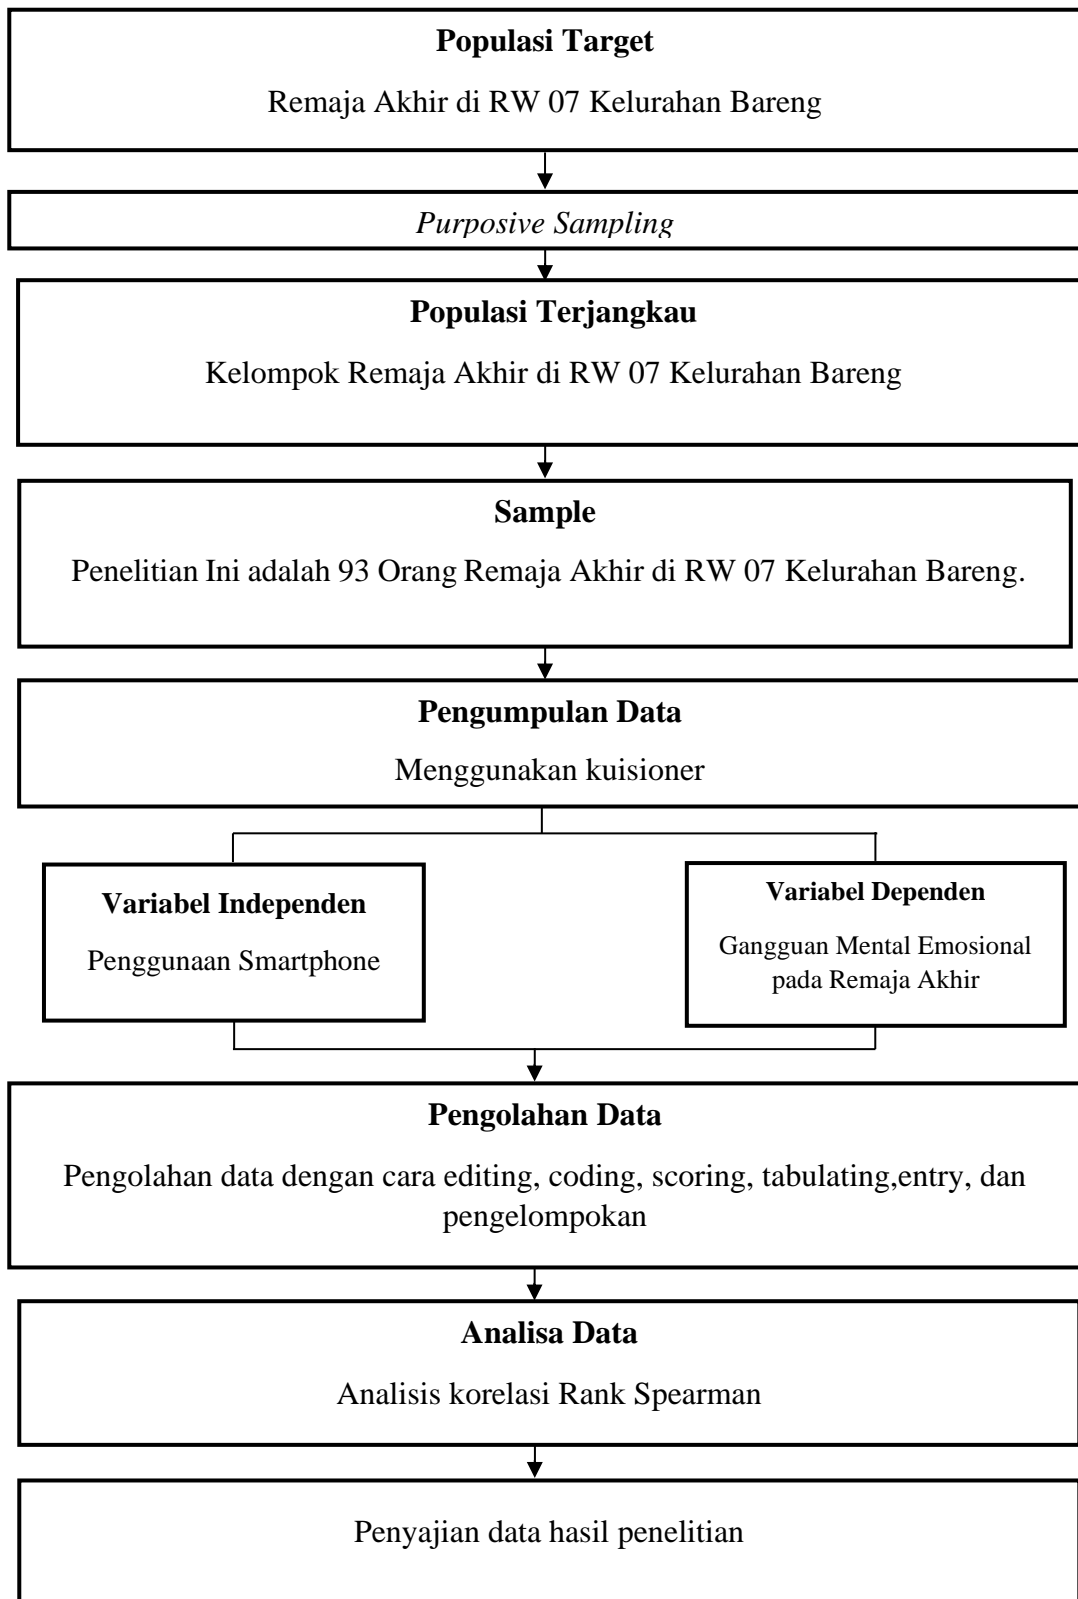 Populasi Target
Remaja Akhir di RW 07 Kelurahan Bareng
Purposive Sampling
Populasi Terjangkau
Kelompok Remaja Akhir di RW 07 Kelurahan Bareng
Sample
Penelitian Ini adalah 93 Orang Remaja Akhir di RW 07 Kelurahan Bareng.
Pengumpulan Data
Menggunakan kuisioner
Variabel Independen
Penggunaan Smartphone
Variabel Dependen
Gangguan Mental Emosional
pada Remaja Akhir
Pengolahan Data
Pengolahan data dengan cara editing, coding, scoring, tabulating,entry, dan
pengelompokan
Analisa Data
Analisis korelasi Rank Spearman
Penyajian data hasil penelitian